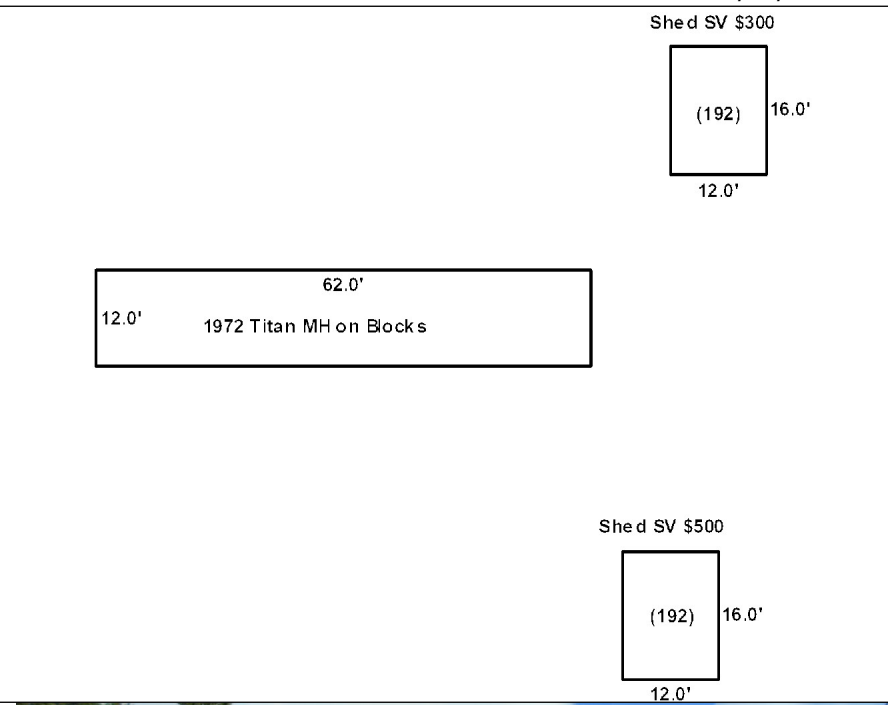 Shed SV $300
(192)
16.0'
12.0'
62.0'
12.0'
1972 Titan MH on Blocks
Shed SV $500
(192)
16.0'
12.0'